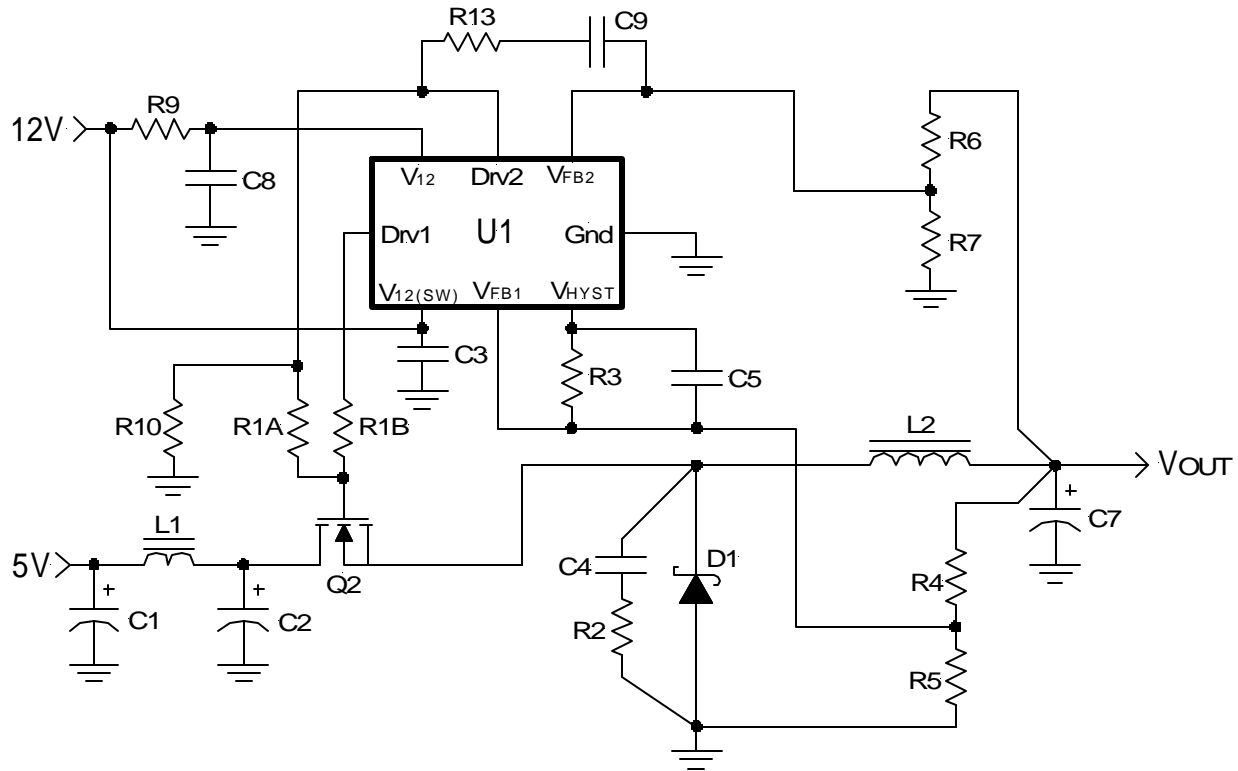 R13
C9
R9
12V
R6
C8
V12
Drv2
VFB2
Drv1
U1
Gnd
R7
V12(SW)
VFB1
VHYST
C3
R3
C5
R10
R1A
R1B
L2
VOUT
+
C7
L1
5V
+
C1
+
C2
Q2
C4
D1
R4
R2
R5